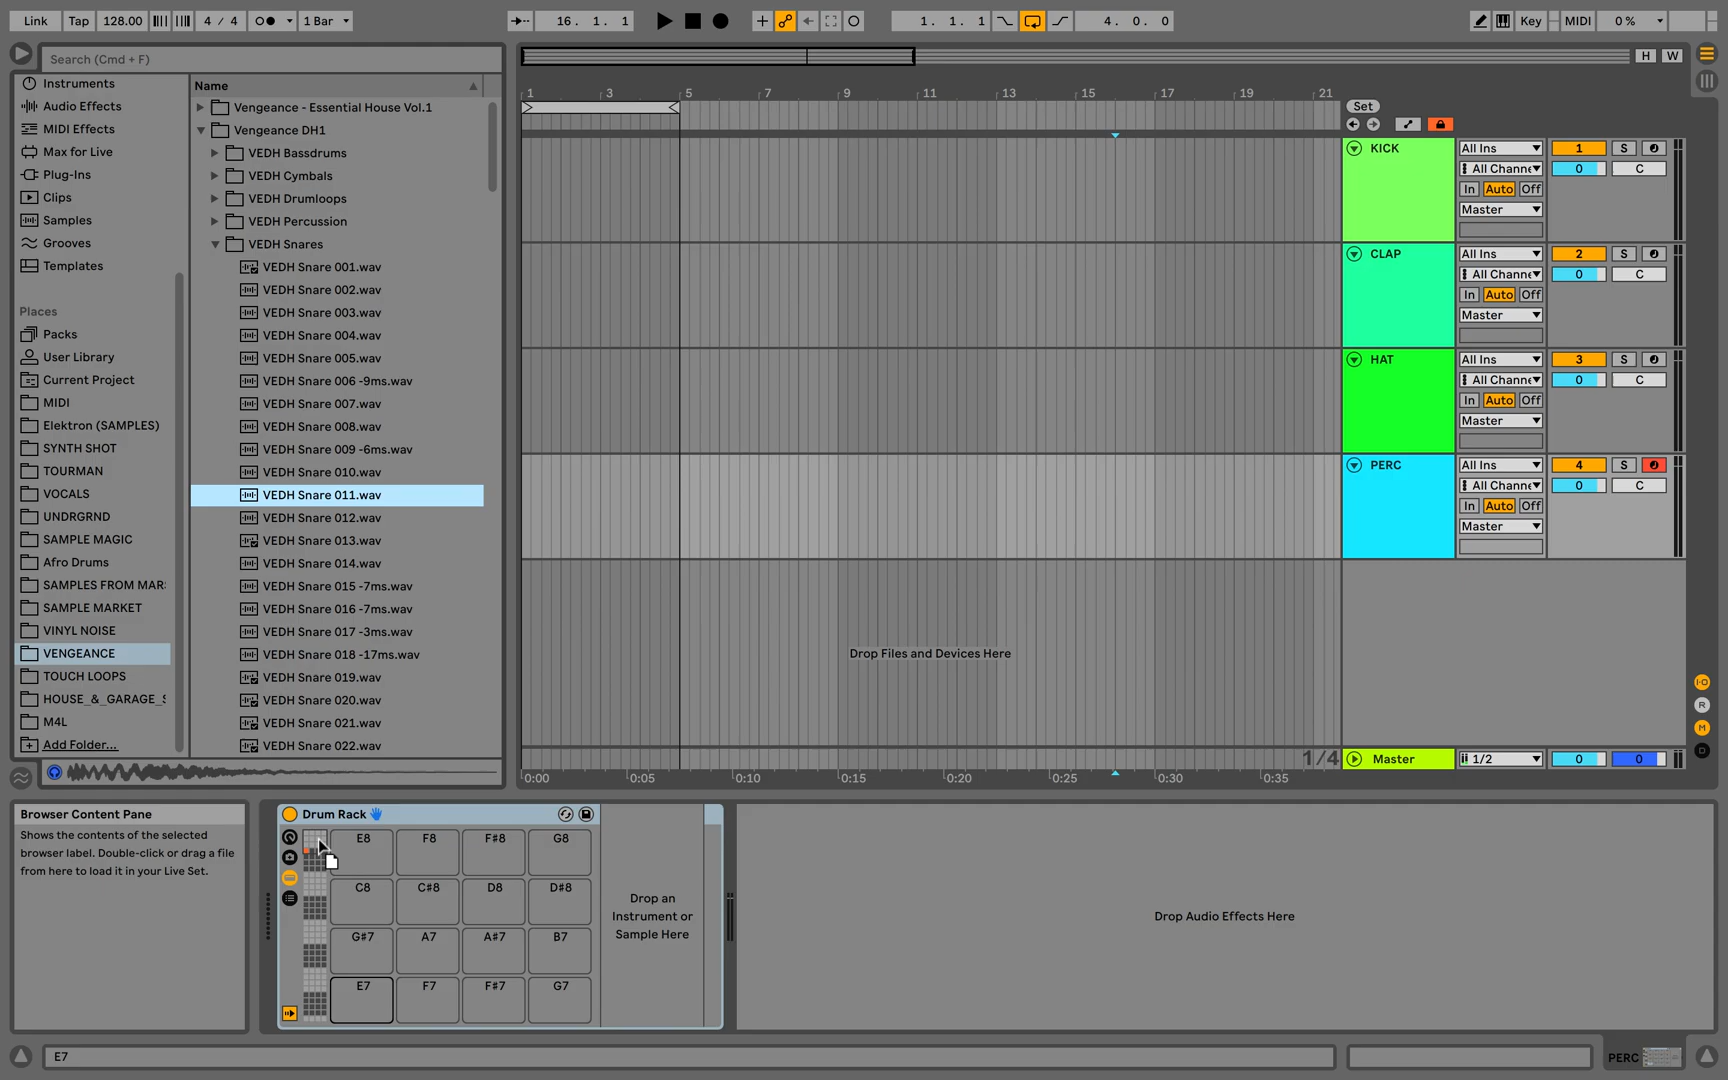 Link Tap 128.00 4 / 4 1 Bar 16. 1. 1 1. 1. 1 4. 0. 0 Key MIDI 0 %
Search (Cmd + F)
H W
Instruments
Audio Effects
MIDI Effects
Max for Live
Plug-Ins
Clips
Samples
Grooves
Templates
Places
Packs
User Library
Current Project
MIDI
Elektron (SAMPLES)
SYNTH SHOT
TOURMAN
VOCALS
UNDRGRND
SAMPLE MAGIC
Afro Drums
SAMPLES FROM MAR
SAMPLE MARKET
VINYL NOISE
VENGEANCE
TOUCH LOOPS
HOUSE_&_GARAGE_S
M4L
Add Folder...
Name
Vengeance - Essential House Vol.1
Vengeance DH1
VEDH Bassdrums
VEDH Cymbals
VEDH Drumloops
VEDH Percussion
VEDH Snares
VEDH Snare 001.wav
VEDH Snare 002.wav
VEDH Snare 003.wav
VEDH Snare 004.wav
VEDH Snare 005.wav
VEDH Snare 006 -9ms.wav
VEDH Snare 007.wav
VEDH Snare 008.wav
VEDH Snare 009 -6ms.wav
VEDH Snare 010.wav
VEDH Snare 011.wav
VEDH Snare 012.wav
VEDH Snare 013.wav
VEDH Snare 014.wav
VEDH Snare 015 -7ms.wav
VEDH Snare 016 -7ms.wav
VEDH Snare 017 -3ms.wav
VEDH Snare 018 -17ms.wav
VEDH Snare 019.wav
VEDH Snare 020.wav
VEDH Snare 021.wav
VEDH Snare 022.wav
1 3 5 7 9 11 13 15 17 19 21
Set
KICK All Ins 1 S
All Channe 0 C
In Auto Off
Master
CLAP All Ins 2 S
All Channe 0 C
In Auto Off
Master
HAT All Ins 3 S
All Channe 0 C
In Auto Off
Master
PERC All Ins 4 S
All Channe 0 C
In Auto Off
Master
Drop Files and Devices Here
I·O
R
M
D
1/4 Master 1/2 0 0
0:00 0:05 0:10 0:15 0:20 0:25 0:30 0:35
Browser Content Pane
Shows the contents of the selected
browser label. Double-click or drag a file
from here to load it in your Live Set.
Drum Rack
E8 F8 F#8 G8
C8 C#8 D8 D#8
G#7 A7 A#7 B7
E7 F7 F#7 G7
Drop an
Instrument or
Sample Here
Drop Audio Effects Here
E7
PERC